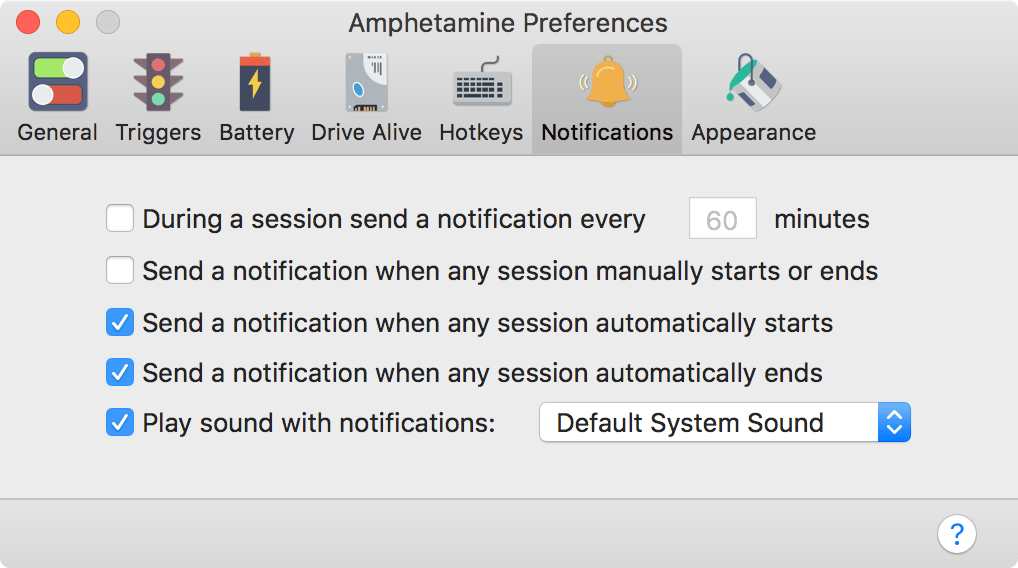 Amphetamine Preferences
General Triggers Battery Drive Alive Hotkeys Notifications Appearance
During a session send a notification every 60 minutes
Send a notification when any session manually starts or ends
Send a notification when any session automatically starts
Send a notification when any session automatically ends
Play sound with notifications: Default System Sound
?